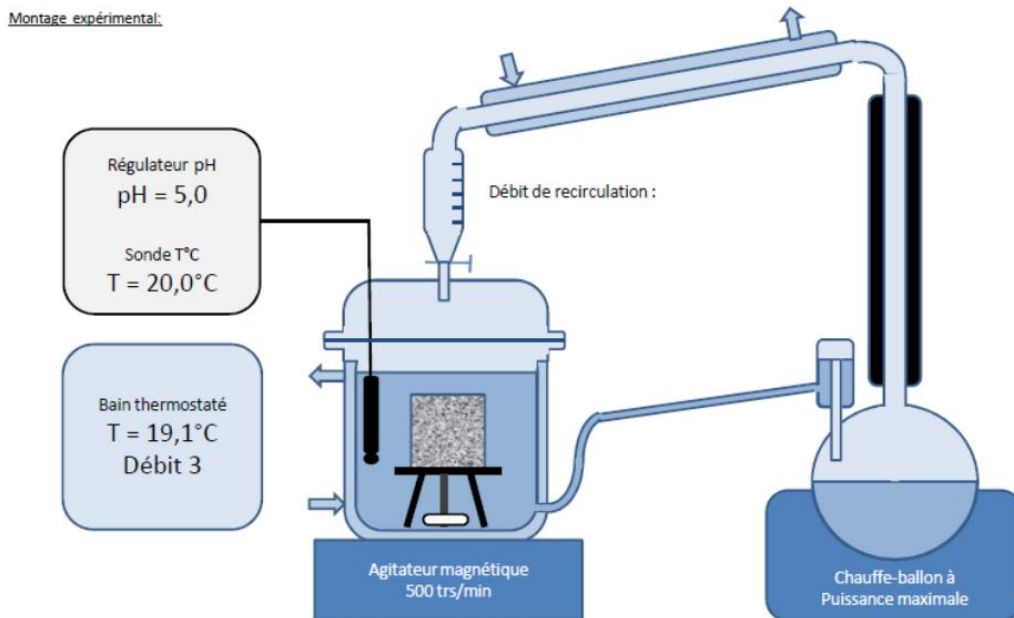 Montage expérimental:
Régulateur pH
pH = 5,0
Sonde T°C
T = 20,0°C
Débit de recirculation :
Bain thermostaté
T = 19,1°C
Débit 3
Agitateur magnétique
500 trs/min
Chauffe-ballon à
Puissance maximale